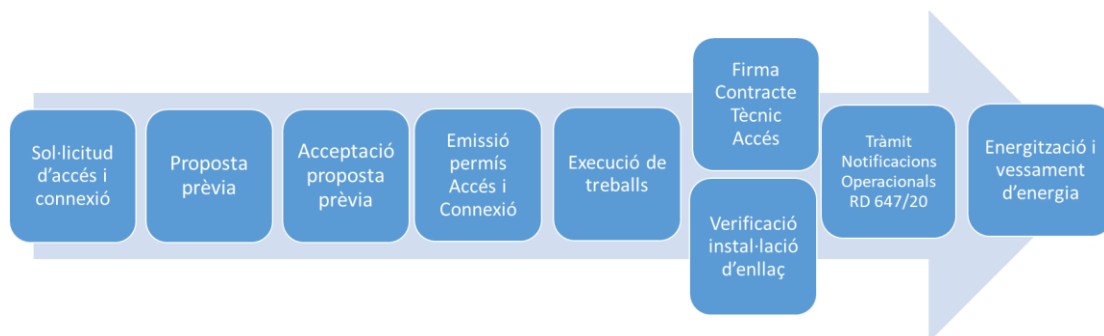 Sol·licitud
d'accés i
connexió
Proposta
prèvia
Acceptació
proposta
prèvia
Emissió
permís
Accés i
Connexió
Execució de
treballs
Firma
Contracte
Tècnic
Accés
Verificació
instal·lació
d'enllaç
Tràmit
Notificacions
Operacionals
RD 647/20
Energització i
vessament
d'energia